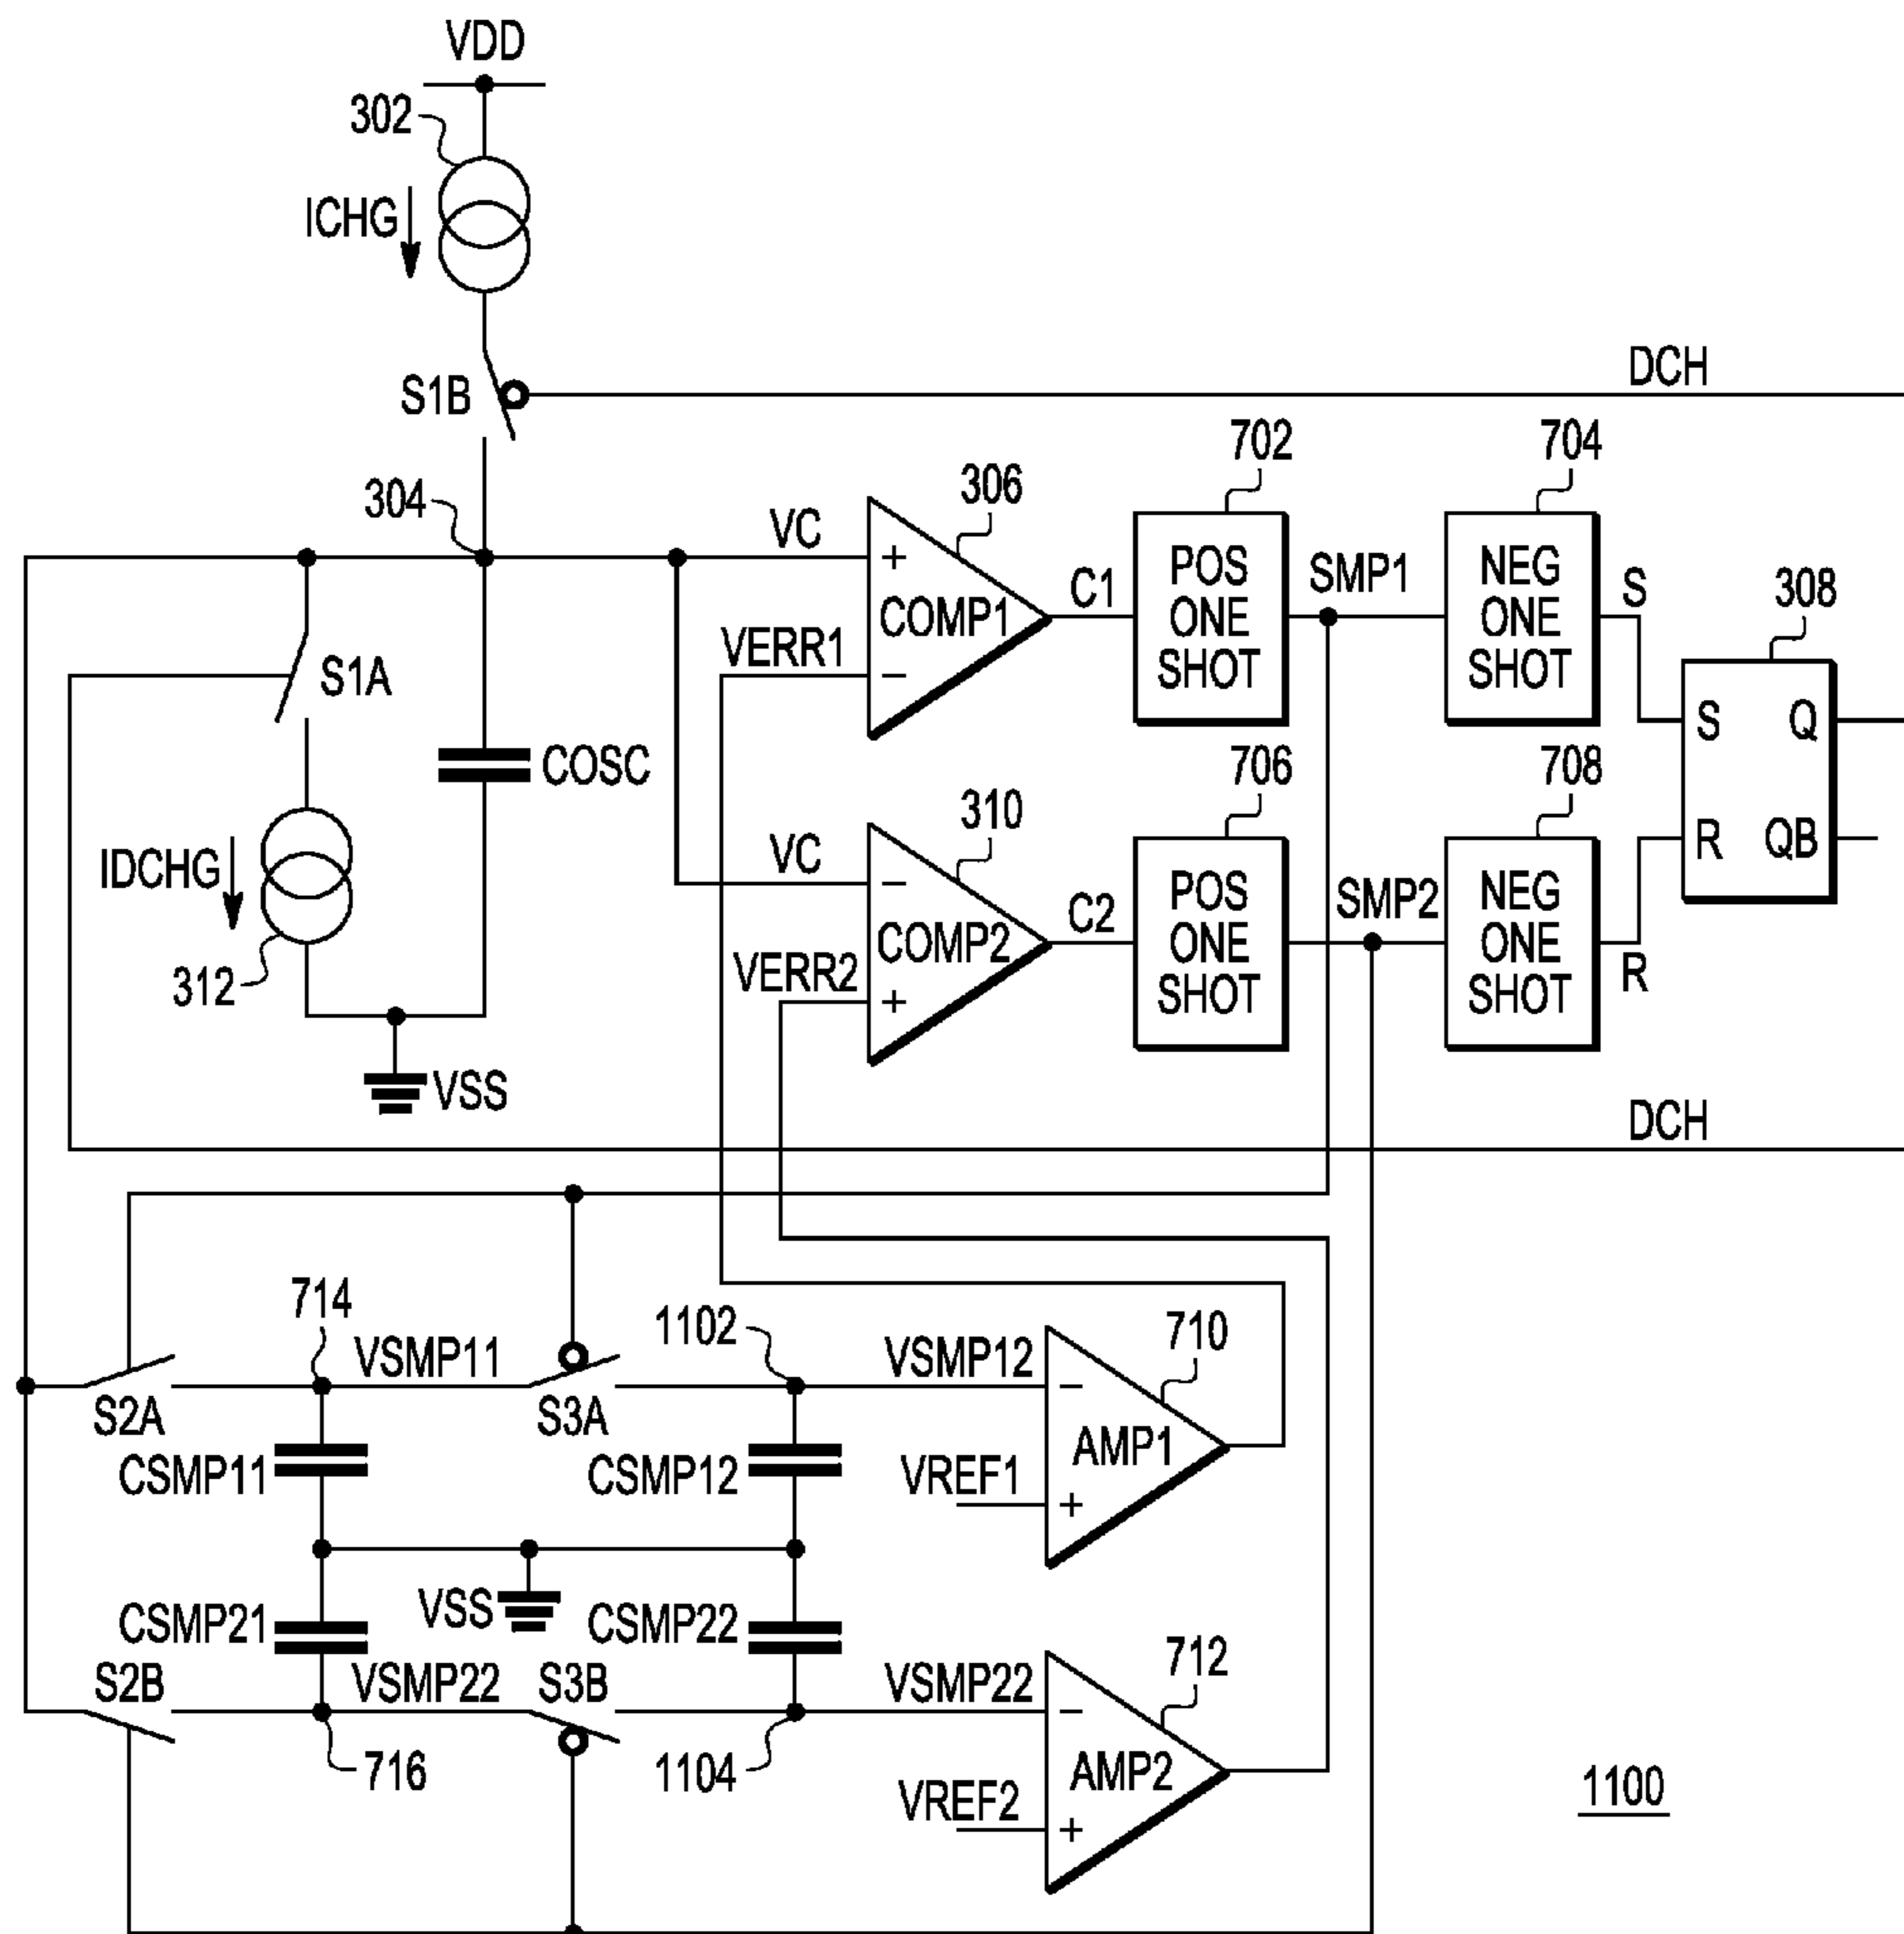 VDD
302
ICHG
S1B
DCH
304
VC
306
COMP1
VERR1
C1
702
POS
ONE
SHOT
SMP1
704
NEG
ONE
SHOT
S
308
S
Q
R
QB
S1A
COSC
IDCHG
312
VSS
VC
310
COMP2
VERR2
C2
706
POS
ONE
SHOT
SMP2
708
NEG
ONE
SHOT
R
DCH
714
VSMP11
1102
VSMP12
710
S2A
S3A
CSMP11
CSMP12
VREF1
AMP1
VSS
CSMP21
CSMP22
S2B
VSMP22
S3B
VSMP22
712
716
1104
VREF2
AMP2
1100
+
−
−
+
−
+
−
+